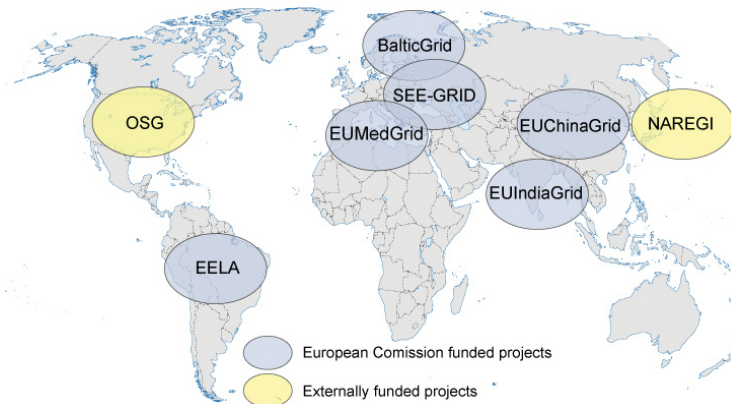 BalticGrid
SEE-GRID
OSG
EUMedGrid
EUChinaGrid
NAREGI
EUIndiaGrid
EELA
European Comission funded projects
Externally funded projects